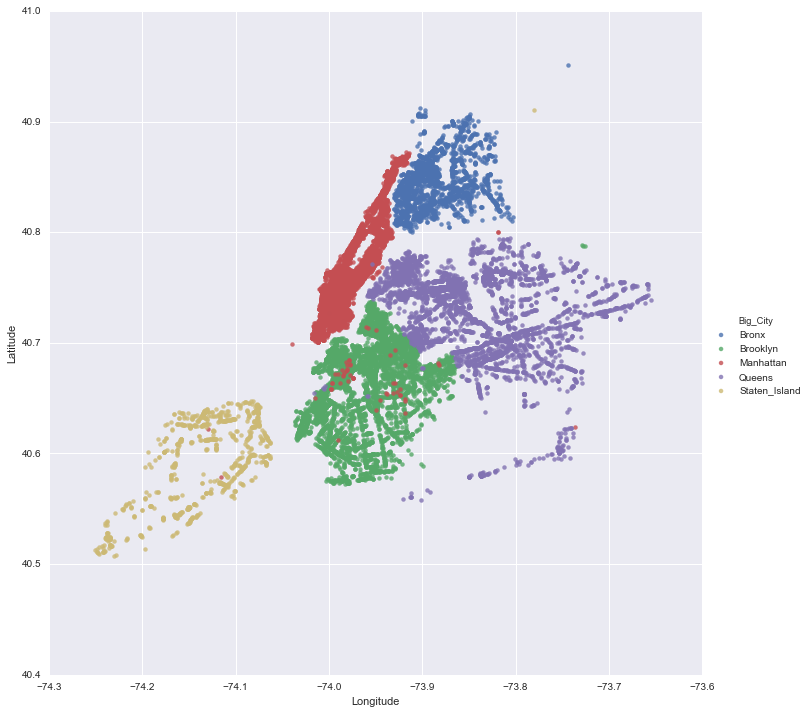 41.0
40.9
40.8
40.7
40.6
40.5
40.4
Latitude
−74.3 −74.2 −74.1 −74.0 −73.9 −73.8 −73.7 −73.6
Longitude
Big_City
Bronx
Brooklyn
Manhattan
Queens
Staten_Island